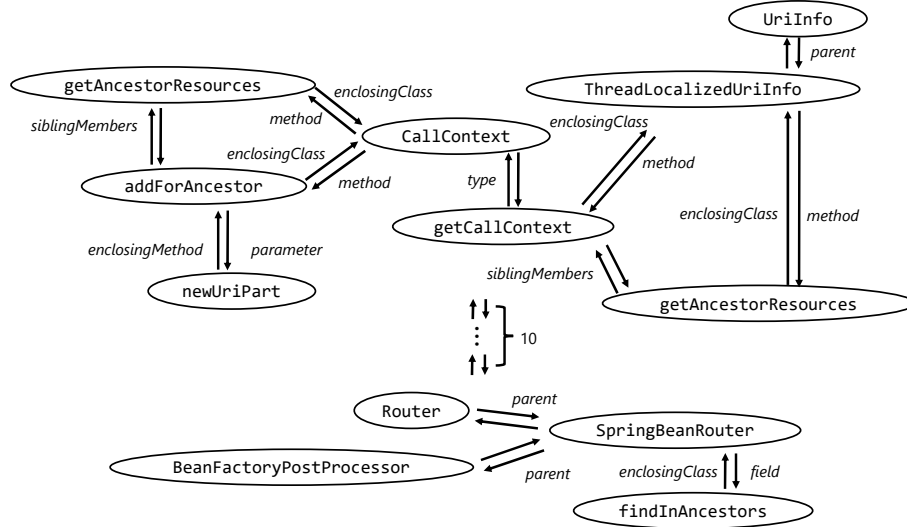 UriInfo
parent
getAncestorResources
ThreadLocalizedUriInfo
enclosingClass
method
siblingMembers
CallContext
enclosingClass
enclosingClass
method
method
addForAncestor
type
getCallContext
enclosingClass
method
enclosingMethod
parameter
siblingMembers
newUriPart
getAncestorResources
10
parent
Router
SpringBeanRouter
BeanFactoryPostProcessor
parent
enclosingClass
field
findInAncestors